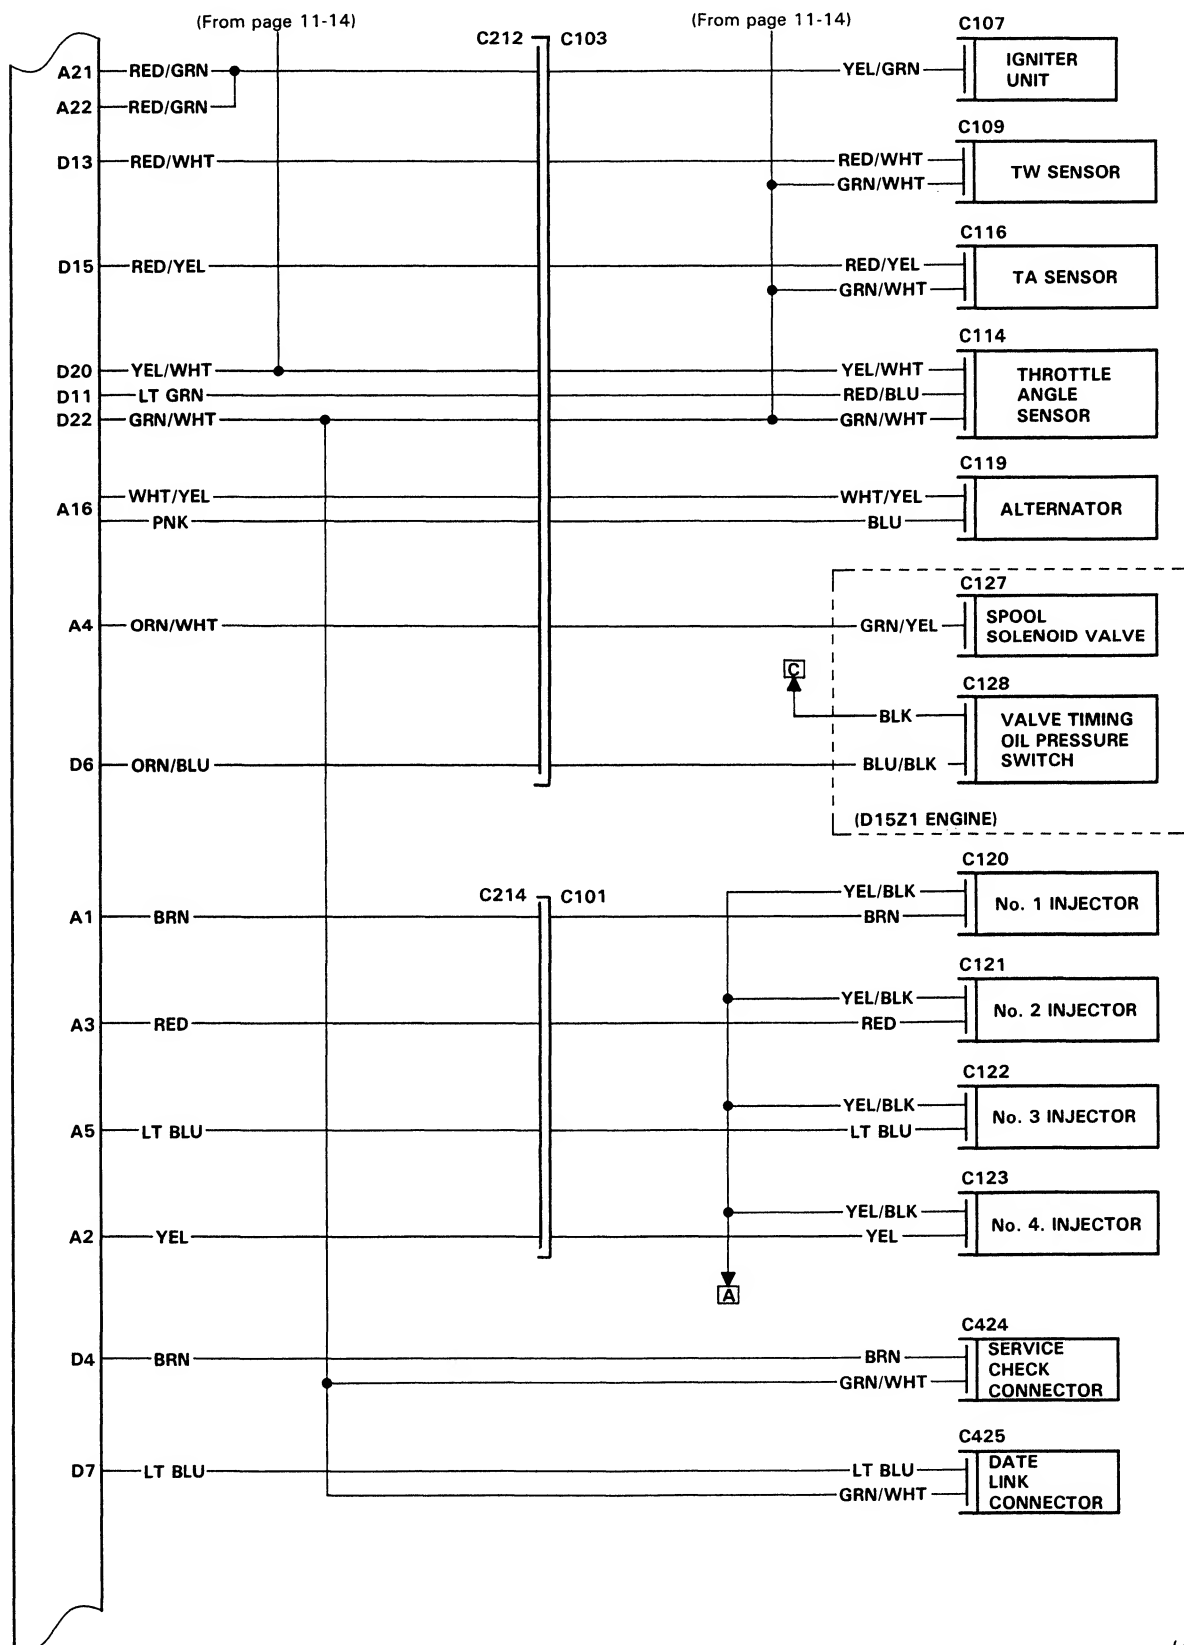 (From page 11-14) (From page 11-14)
C212 C103 C107
A21 RED/GRN YEL/GRN IGNITER
UNIT
A22 RED/GRN
C109
D13 RED/WHT RED/WHT TW SENSOR
GRN/WHT
C116
D15 RED/YEL RED/YEL TA SENSOR
GRN/WHT
C114
D20 YEL/WHT YEL/WHT THROTTLE
D11 LT GRN RED/BLU ANGLE
D22 GRN/WHT GRN/WHT SENSOR
C119
A16 WHT/YEL WHT/YEL ALTERNATOR
PNK BLU
C127
A4 ORN/WHT GRN/YEL SPOOL
SOLENOID VALVE
C C128
BLK VALVE TIMING
OIL PRESSURE
D6 ORN/BLU BLU/BLK SWITCH
(D15Z1 ENGINE)
C120
C214 C101 YEL/BLK No. 1 INJECTOR
A1 BRN BRN
C121
YEL/BLK No. 2 INJECTOR
A3 RED RED
C122
YEL/BLK No. 3 INJECTOR
A5 LT BLU LT BLU
C123
YEL/BLK No. 4. INJECTOR
A2 YEL YEL
A
C424
D4 BRN BRN SERVICE
CHECK
GRN/WHT CONNECTOR
C425
D7 LT BLU LT BLU DATE
LINK
GRN/WHT CONNECTOR